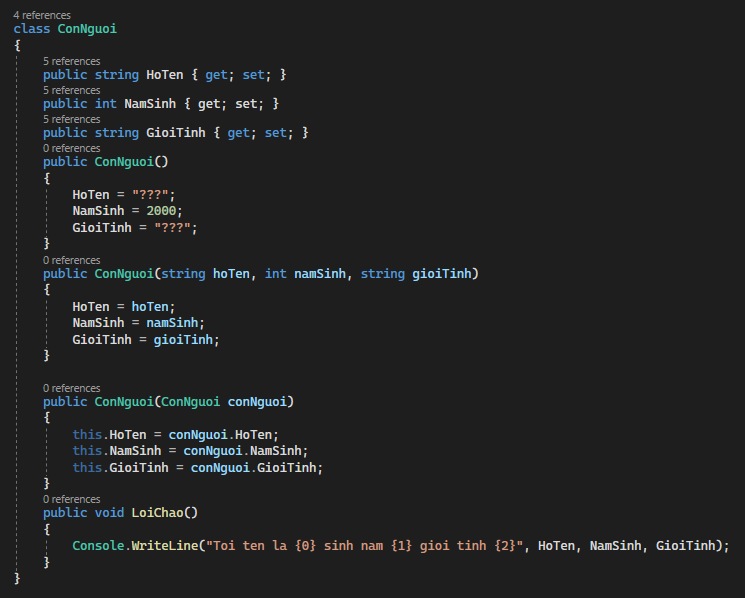 4 references
class ConNguoi
{
5 references
public string HoTen { get; set; }
5 references
public int NamSinh { get; set; }
5 references
public string GioiTinh { get; set; }
0 references
public ConNguoi()
{
HoTen = "???";
NamSinh = 2000;
GioiTinh = "???";
}
0 references
public ConNguoi(string hoTen, int namSinh, string gioiTinh)
{
HoTen = hoTen;
NamSinh = namSinh;
GioiTinh = gioiTinh;
}
0 references
public ConNguoi(ConNguoi conNguoi)
{
this.HoTen = conNguoi.HoTen;
this.NamSinh = conNguoi.NamSinh;
this.GioiTinh = conNguoi.GioiTinh;
}
0 references
public void LoiChao()
{
Console.WriteLine("Toi ten la {0} sinh nam {1} gioi tinh {2}", HoTen, NamSinh, GioiTinh);
}
}